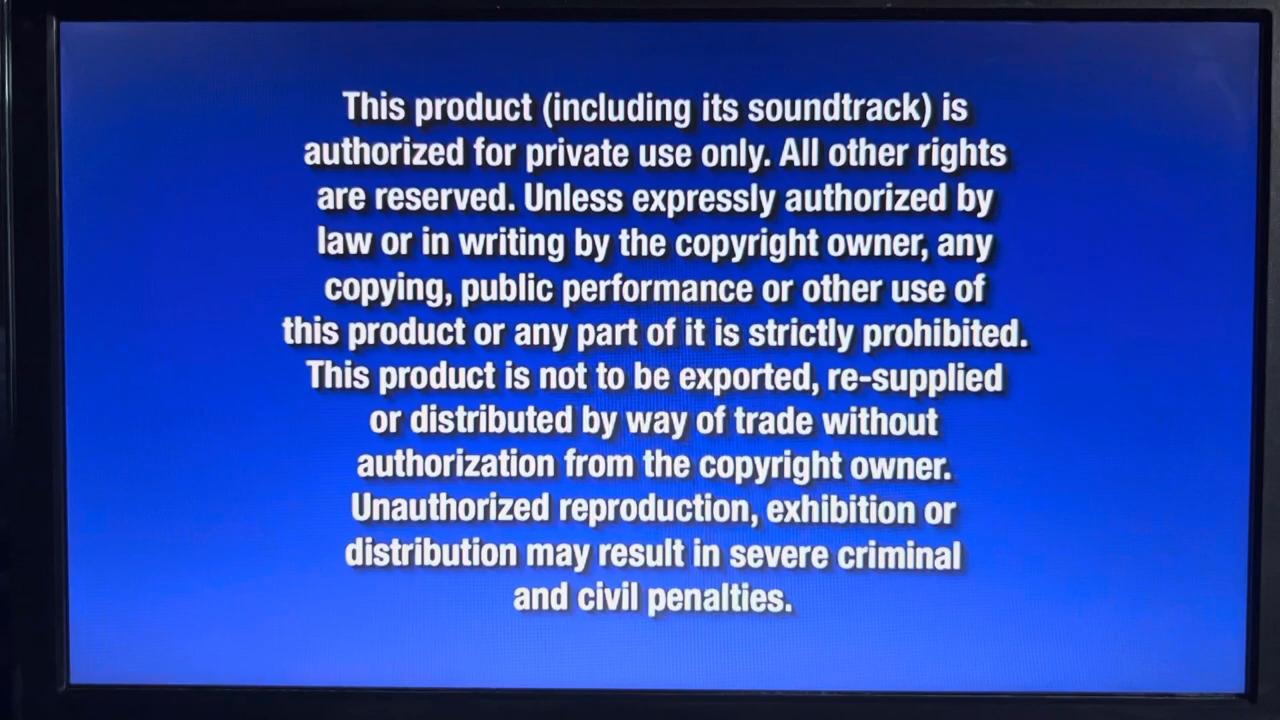 This product (including its soundtrack) is
authorized for private use only. All other rights
are reserved. Unless expressly authorized by
law or in writing by the copyright owner, any
copying, public performance or other use of
this product or any part of it is strictly prohibited.
This product is not to be exported, re-supplied
or distributed by way of trade without
authorization from the copyright owner.
Unauthorized reproduction, exhibition or
distribution may result in severe criminal
and civil penalties.